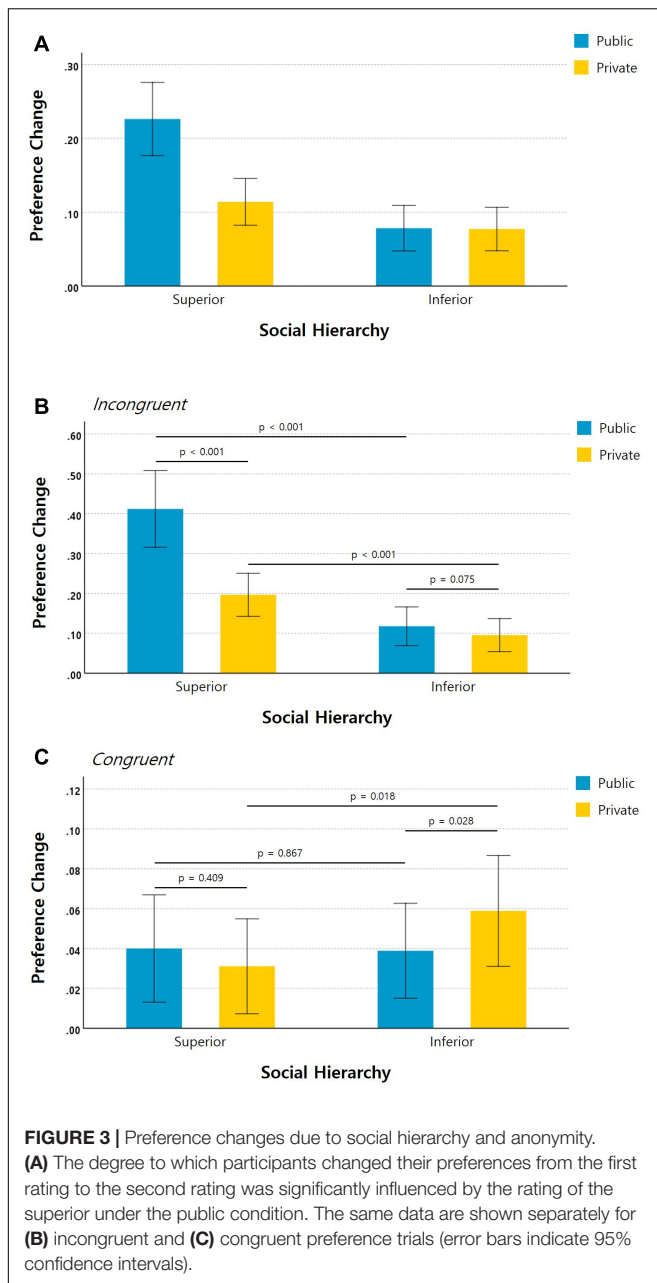 A
Public
Private
.30
.20
.10
.00
Preference Change
Superior
Inferior
Social Hierarchy
B
Incongruent
Public
Private
.60
.50
.40
.30
.20
.10
.00
Preference Change
p < 0.001
p < 0.001
p < 0.001
p = 0.075
Superior
Inferior
Social Hierarchy
C
Congruent
Public
Private
.12
.10
.08
.06
.04
.02
.00
Preference Change
p = 0.018
p = 0.028
p = 0.867
p = 0.409
Superior
Inferior
Social Hierarchy
FIGURE 3 | Preference changes due to social hierarchy and anonymity.
(A) The degree to which participants changed their preferences from the first
rating to the second rating was significantly influenced by the rating of the
superior under the public condition. The same data are shown separately for
(B) incongruent and (C) congruent preference trials (error bars indicate 95%
confidence intervals).